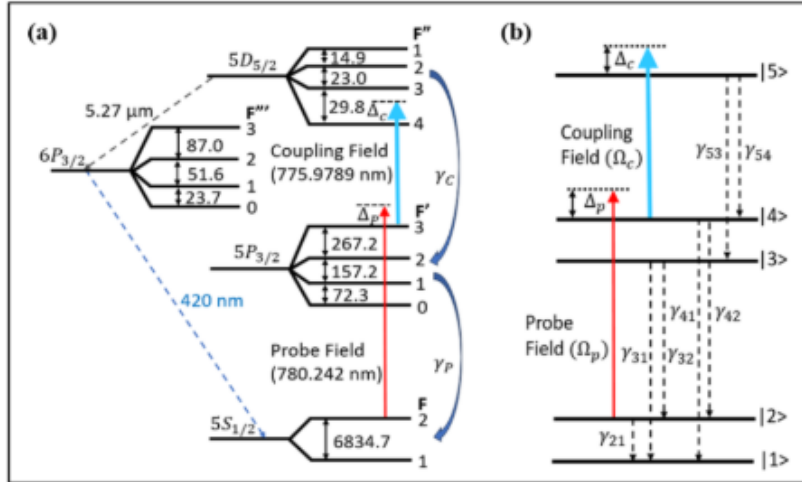 (a)
F''
5D5/2
1
14.9
2
23.0
3
29.8
Δc
4
5.27 μm
F'''
3
87.0
6P3/2
2
51.6
1
23.7
0
Coupling Field
(775.9789 nm)
γC
ΔP
F'
3
267.2
5P3/2
2
157.2
1
72.3
0
420 nm
Probe Field
(780.242 nm)
γP
F
2
5S1/2
6834.7
1
(b)
Δc
|5>
Coupling
Field (Ωc)
γ53
γ54
Δp
|4>
|3>
Probe
Field (Ωp)
γ31
γ32
γ41
γ42
|2>
γ21
|1>